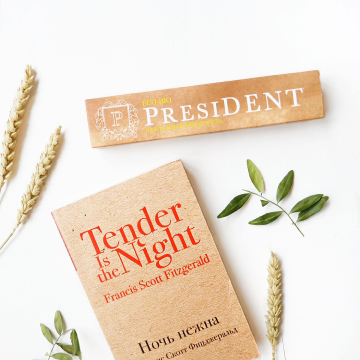 P
PRESIDENT
Tender
Is the Night
Francis Scott Fitzgerald
Ночь нежна
Скотт Фицджеральд